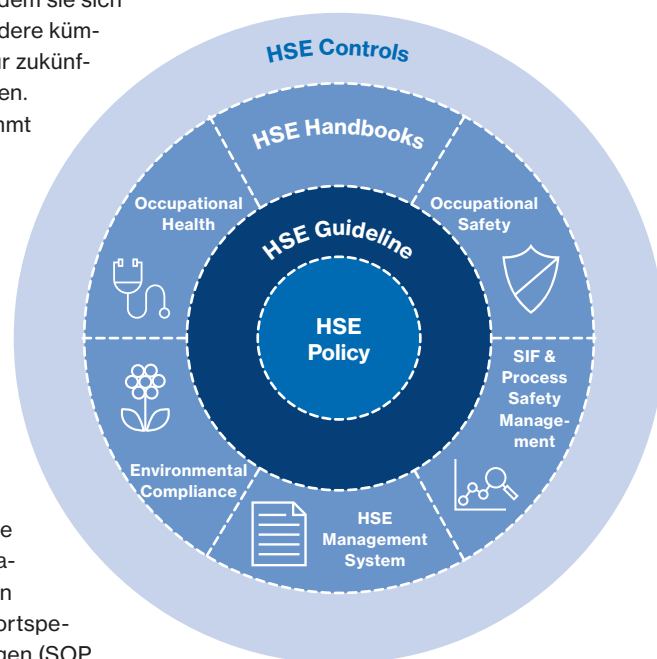 dem sie sich
dere küm-
r zukünf-
en.
mmt
HSE Controls
HSE Handbooks
Occupational
Health
Occupational
Safety
HSE Guideline
HSE
Policy
SIF &
Process
Safety
Manage-
ment
Environmental
Compliance
HSE
Management
System
e
a-
n
ortspe-
gen (SOP